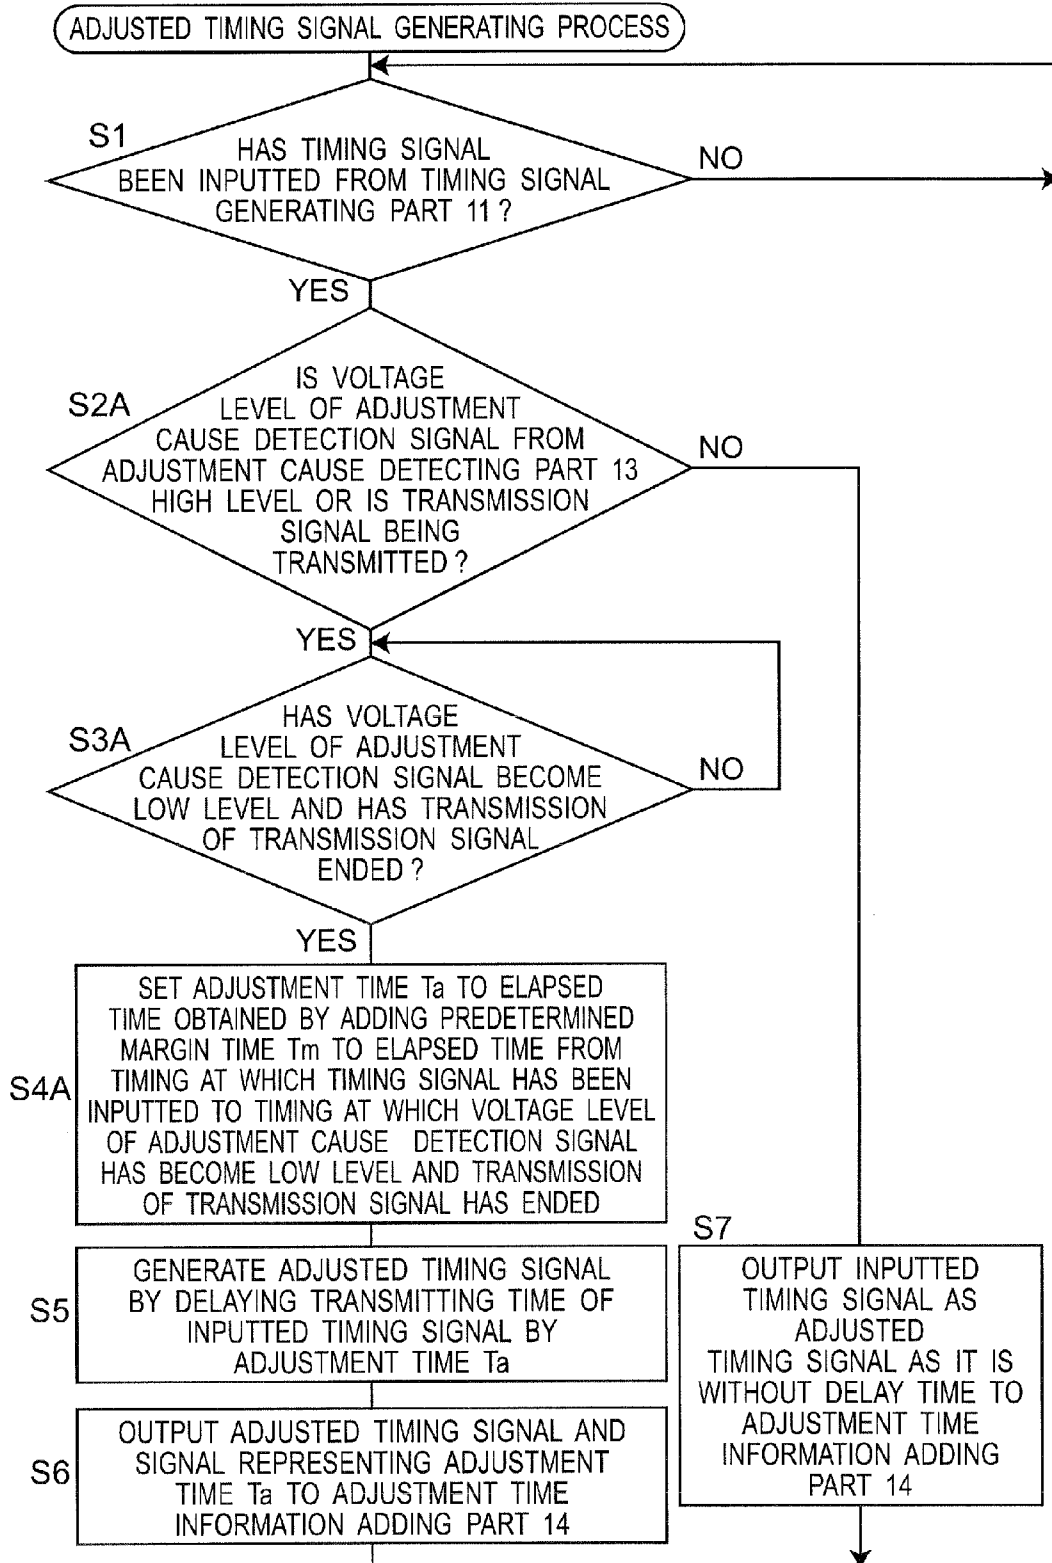 ADJUSTED TIMING SIGNAL GENERATING PROCESS
S1
HAS TIMING SIGNAL
BEEN INPUTTED FROM TIMING SIGNAL
GENERATING PART 11 ?
NO
YES
S2A
IS VOLTAGE
LEVEL OF ADJUSTMENT
CAUSE DETECTION SIGNAL FROM
ADJUSTMENT CAUSE DETECTING PART 13
HIGH LEVEL OR IS TRANSMISSION
SIGNAL BEING
TRANSMITTED ?
NO
YES
S3A
HAS VOLTAGE
LEVEL OF ADJUSTMENT
CAUSE DETECTION SIGNAL BECOME
LOW LEVEL AND HAS TRANSMISSION
OF TRANSMISSION SIGNAL
ENDED ?
NO
YES
S4A
SET ADJUSTMENT TIME Ta TO ELAPSED
TIME OBTAINED BY ADDING PREDETERMINED
MARGIN TIME Tm TO ELAPSED TIME FROM
TIMING AT WHICH TIMING SIGNAL HAS BEEN
INPUTTED TO TIMING AT WHICH VOLTAGE LEVEL
OF ADJUSTMENT CAUSE DETECTION SIGNAL
HAS BECOME LOW LEVEL AND TRANSMISSION
OF TRANSMISSION SIGNAL HAS ENDED
S5
GENERATE ADJUSTED TIMING SIGNAL
BY DELAYING TRANSMITTING TIME OF
INPUTTED TIMING SIGNAL BY
ADJUSTMENT TIME Ta
S6
OUTPUT ADJUSTED TIMING SIGNAL AND
SIGNAL REPRESENTING ADJUSTMENT
TIME Ta TO ADJUSTMENT TIME
INFORMATION ADDING PART 14
S7
OUTPUT INPUTTED
TIMING SIGNAL AS
ADJUSTED
TIMING SIGNAL AS IT IS
WITHOUT DELAY TIME TO
ADJUSTMENT TIME
INFORMATION ADDING
PART 14